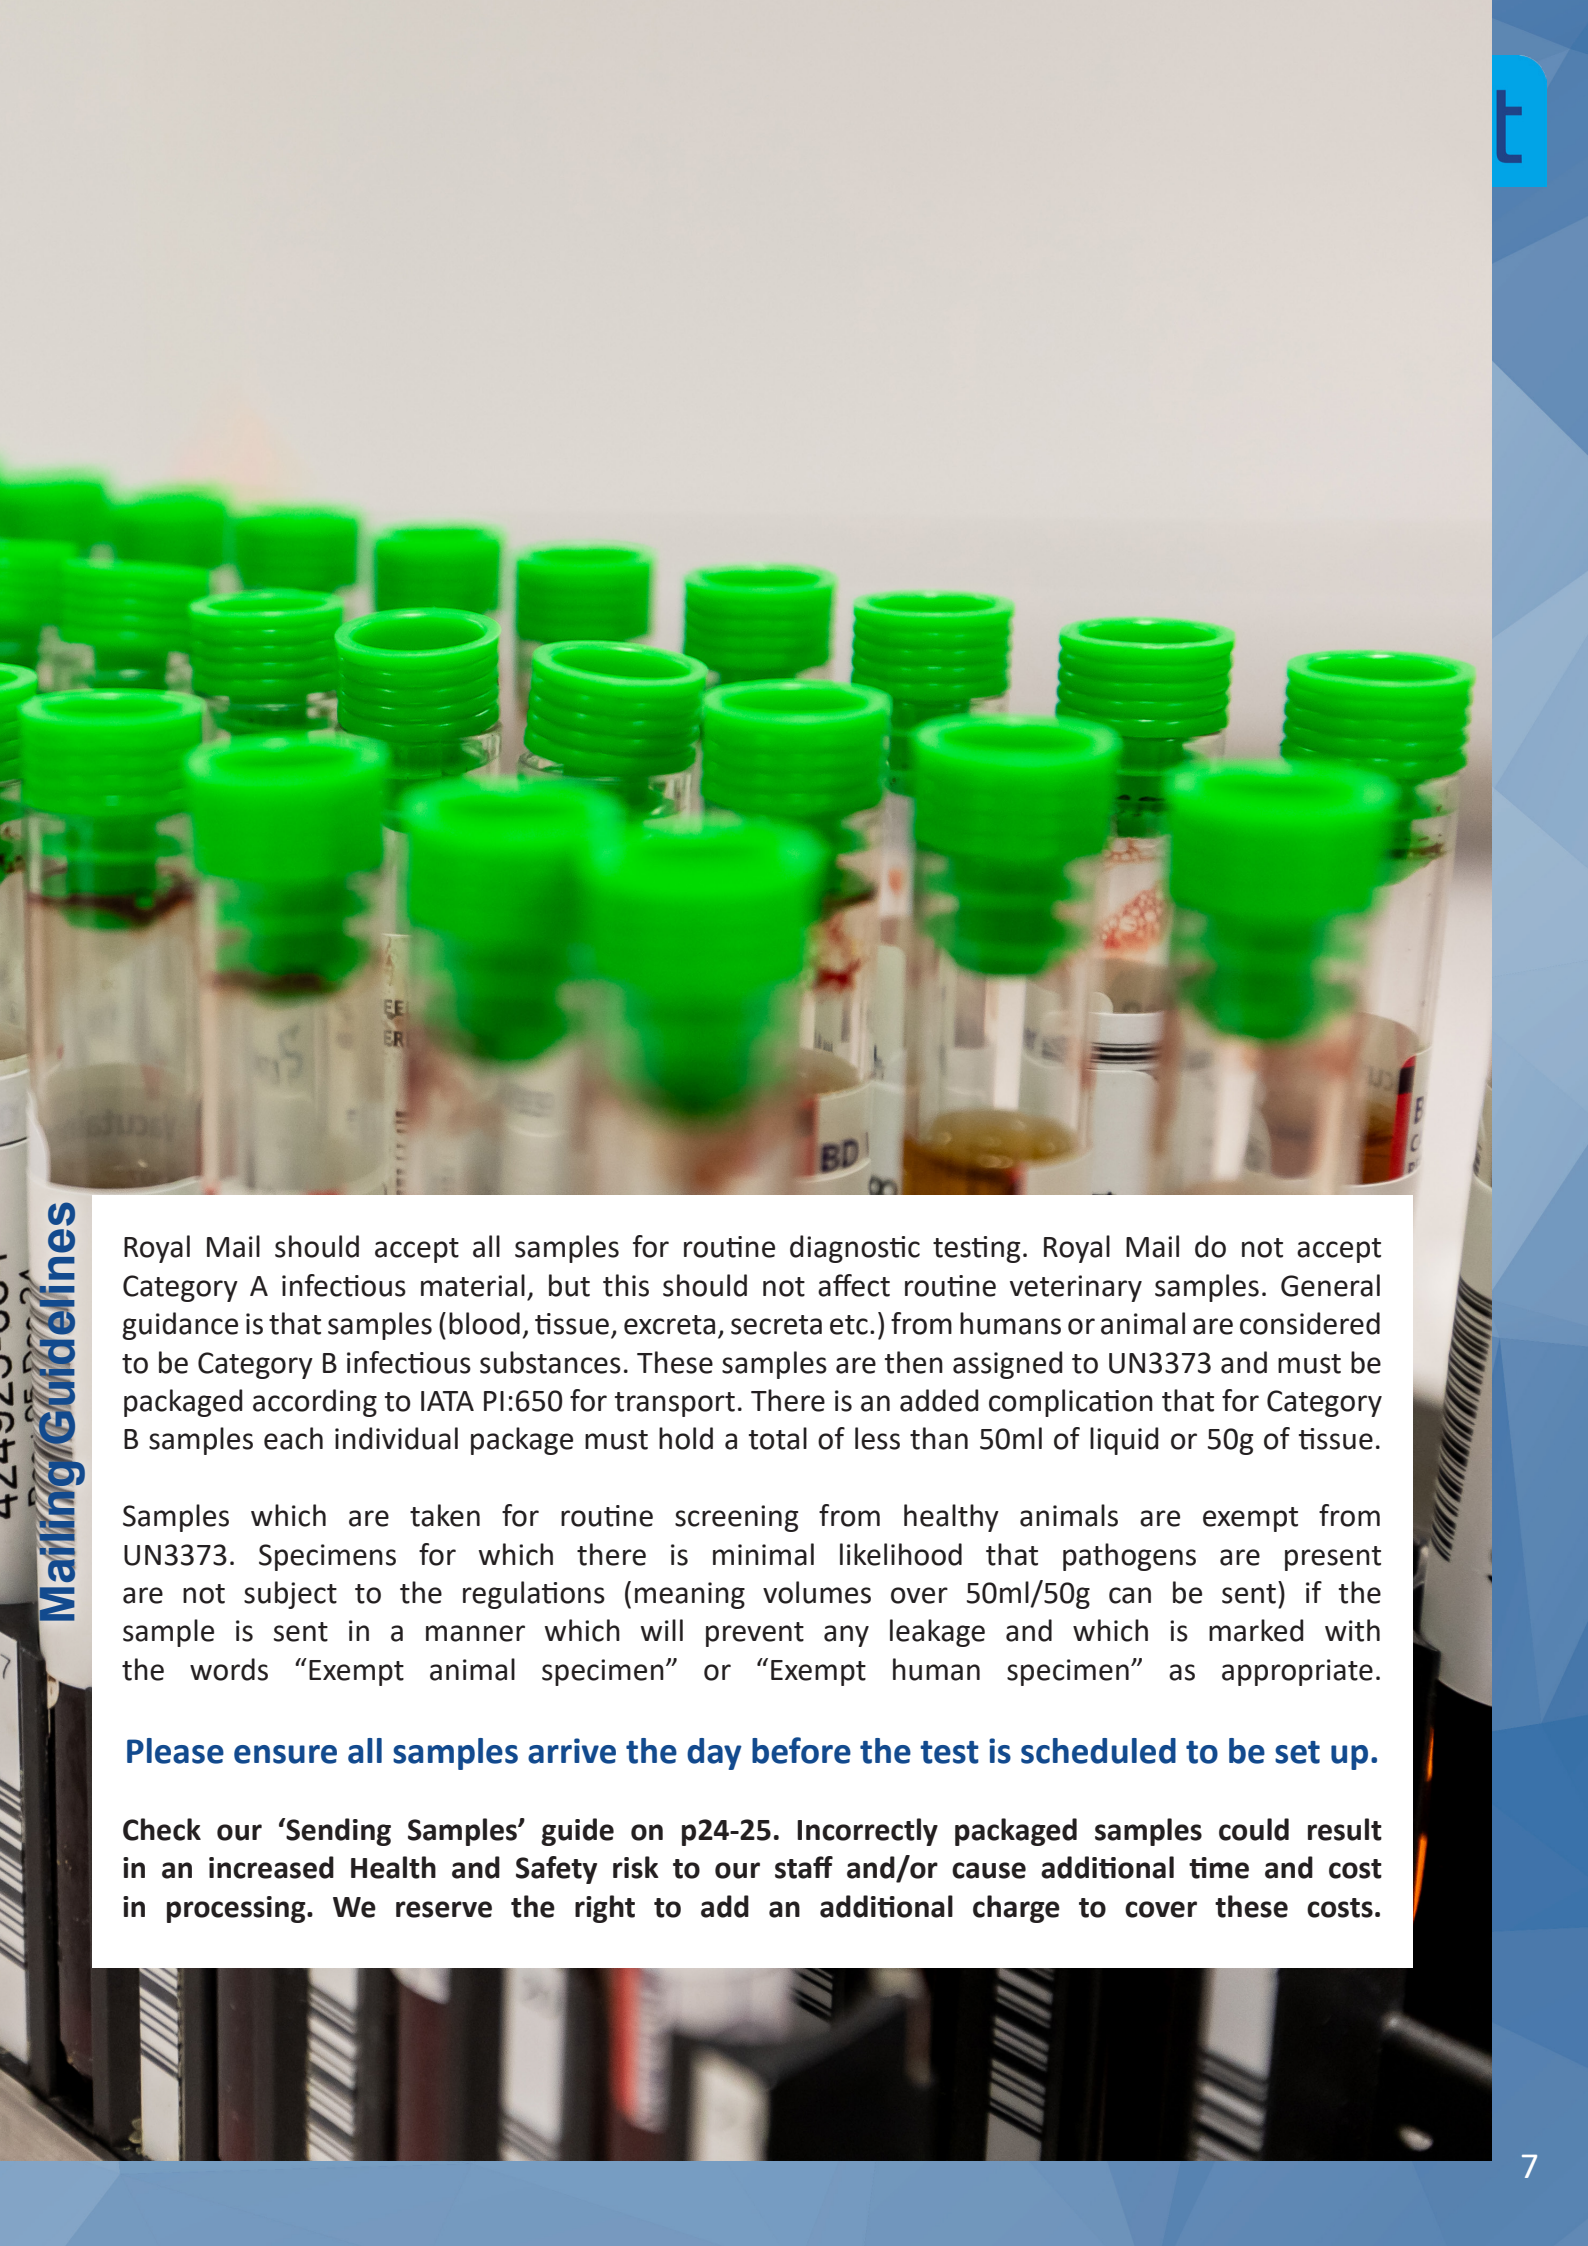 t
BD
Mailing Guidelines
Royal Mail should accept all samples for routine diagnostic testing. Royal Mail do not accept
Category A infectious material, but this should not affect routine veterinary samples. General
guidance is that samples (blood, tissue, excreta, secreta etc.) from humans or animal are considered
to be Category B infectious substances. These samples are then assigned to UN3373 and must be
packaged according to IATA PI:650 for transport. There is an added complication that for Category
B samples each individual package must hold a total of less than 50ml of liquid or 50g of tissue.
Samples which are taken for routine screening from healthy animals are exempt from
UN3373. Specimens for which there is minimal likelihood that pathogens are present
are not subject to the regulations (meaning volumes over 50ml/50g can be sent) if the
sample is sent in a manner which will prevent any leakage and which is marked with
the words “Exempt animal specimen” or “Exempt human specimen” as appropriate.
Please ensure all samples arrive the day before the test is scheduled to be set up.
Check our ‘Sending Samples’ guide on p24-25. Incorrectly packaged samples could result
in an increased Health and Safety risk to our staff and/or cause additional time and cost
in processing. We reserve the right to add an additional charge to cover these costs.
7